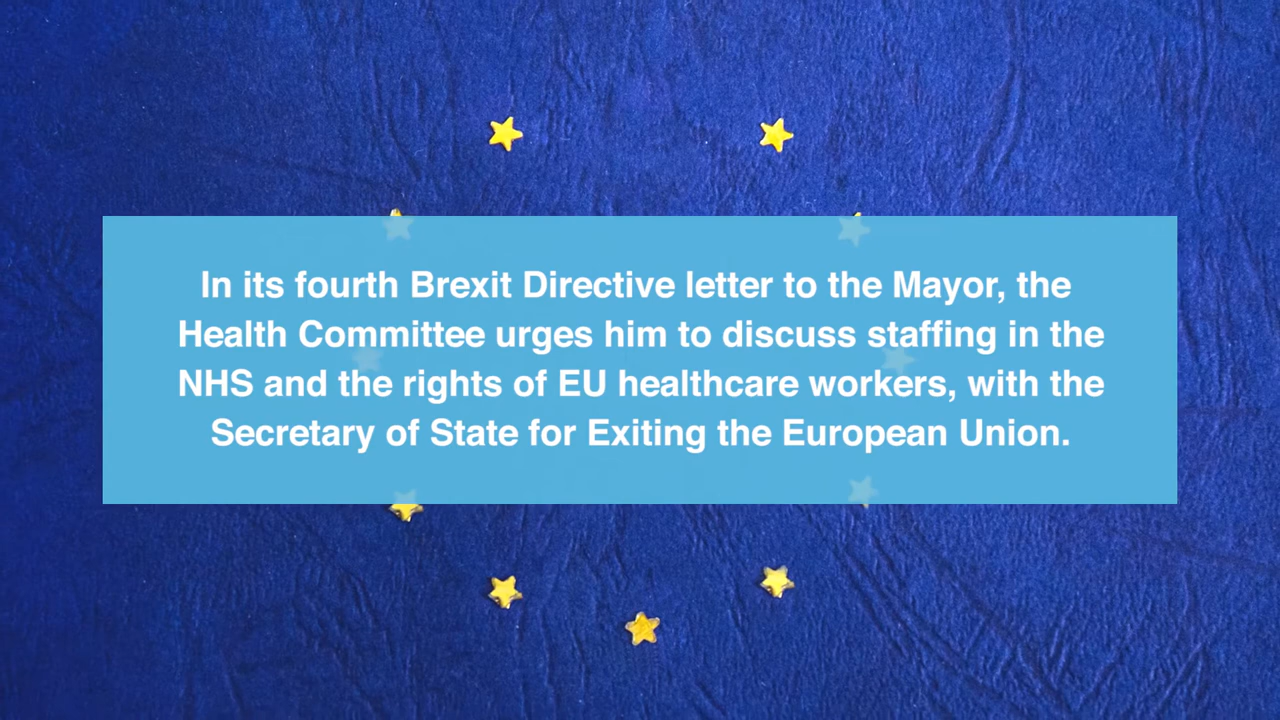 In its fourth Brexit Directive letter to the Mayor, the
Health Committee urges him to discuss staffing in the
NHS and the rights of EU healthcare workers, with the
Secretary of State for Exiting the European Union.